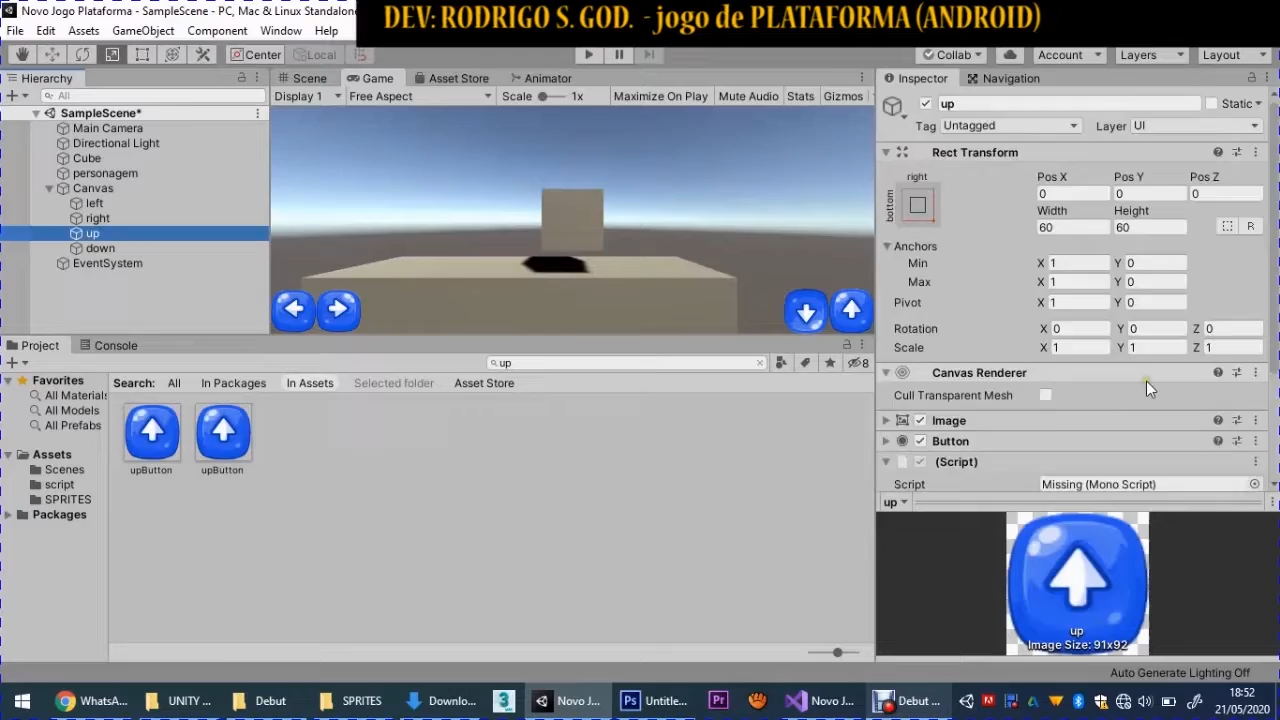 Novo Jogo Plataforma - SampleScene - PC, Mac & Linux Standalone
DEV: RODRIGO S. GOD. - jogo de PLATAFORMA (ANDROID)
File Edit Assets GameObject Component Window Help
Center Local Collab Account Layers Layout
Hierarchy
All
SampleScene*
Main Camera
Directional Light
Cube
personagem
Canvas
left
right
up
down
EventSystem
Scene Game Asset Store Animator
Display 1 Free Aspect Scale 1x Maximize On Play Mute Audio Stats Gizmos
Project Console
up 8
Favorites
All Materials
All Models
All Prefabs
Assets
Scenes
script
SPRITES
Packages
Search: All In Packages In Assets Selected folder Asset Store
upButton upButton
Inspector Navigation
up Static
Tag Untagged Layer UI
Rect Transform
right
bottom
Pos X Pos Y Pos Z
0 0 0
Width Height
60 60 R
Anchors
Min X 1 Y 0
Max X 1 Y 0
Pivot X 1 Y 0
Rotation X 0 Y 0 Z 0
Scale X 1 Y 1 Z 1
Canvas Renderer
Cull Transparent Mesh
Image
Button
(Script)
Script Missing (Mono Script)
up
up
Image Size: 91x92
Auto Generate Lighting Off
WhatsA... UNITY Debut SPRITES Downlo... 3 Novo J... Ps Untitle... Pr Novo J... Debut ...
18:52
21/05/2020